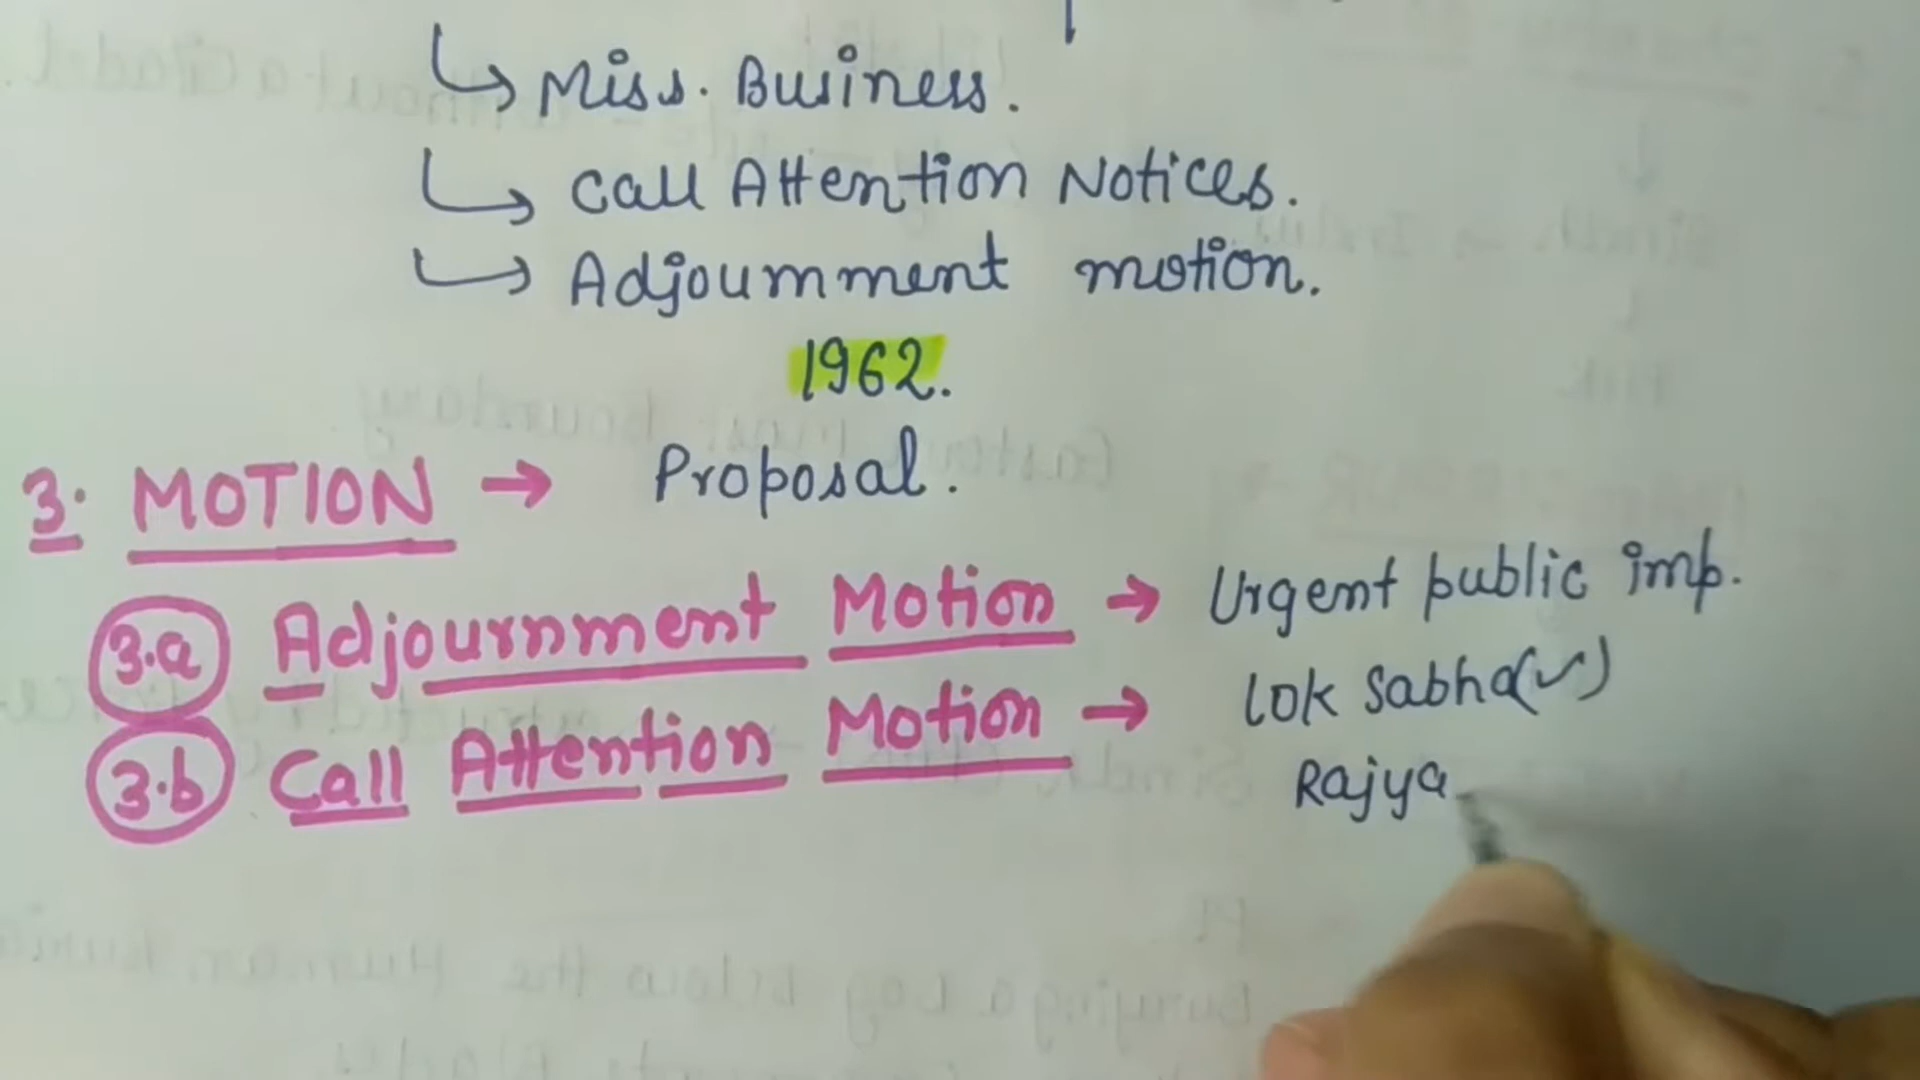 ↳ Miss. Business.
↳ Call Attention Notices.
↳ Adjournment motion.
1962.
3. MOTION → Proposal.
3.a Adjournment Motion → Urgent public imp.
Lok Sabha(✓)
3.b Call Attention Motion →
Rajya